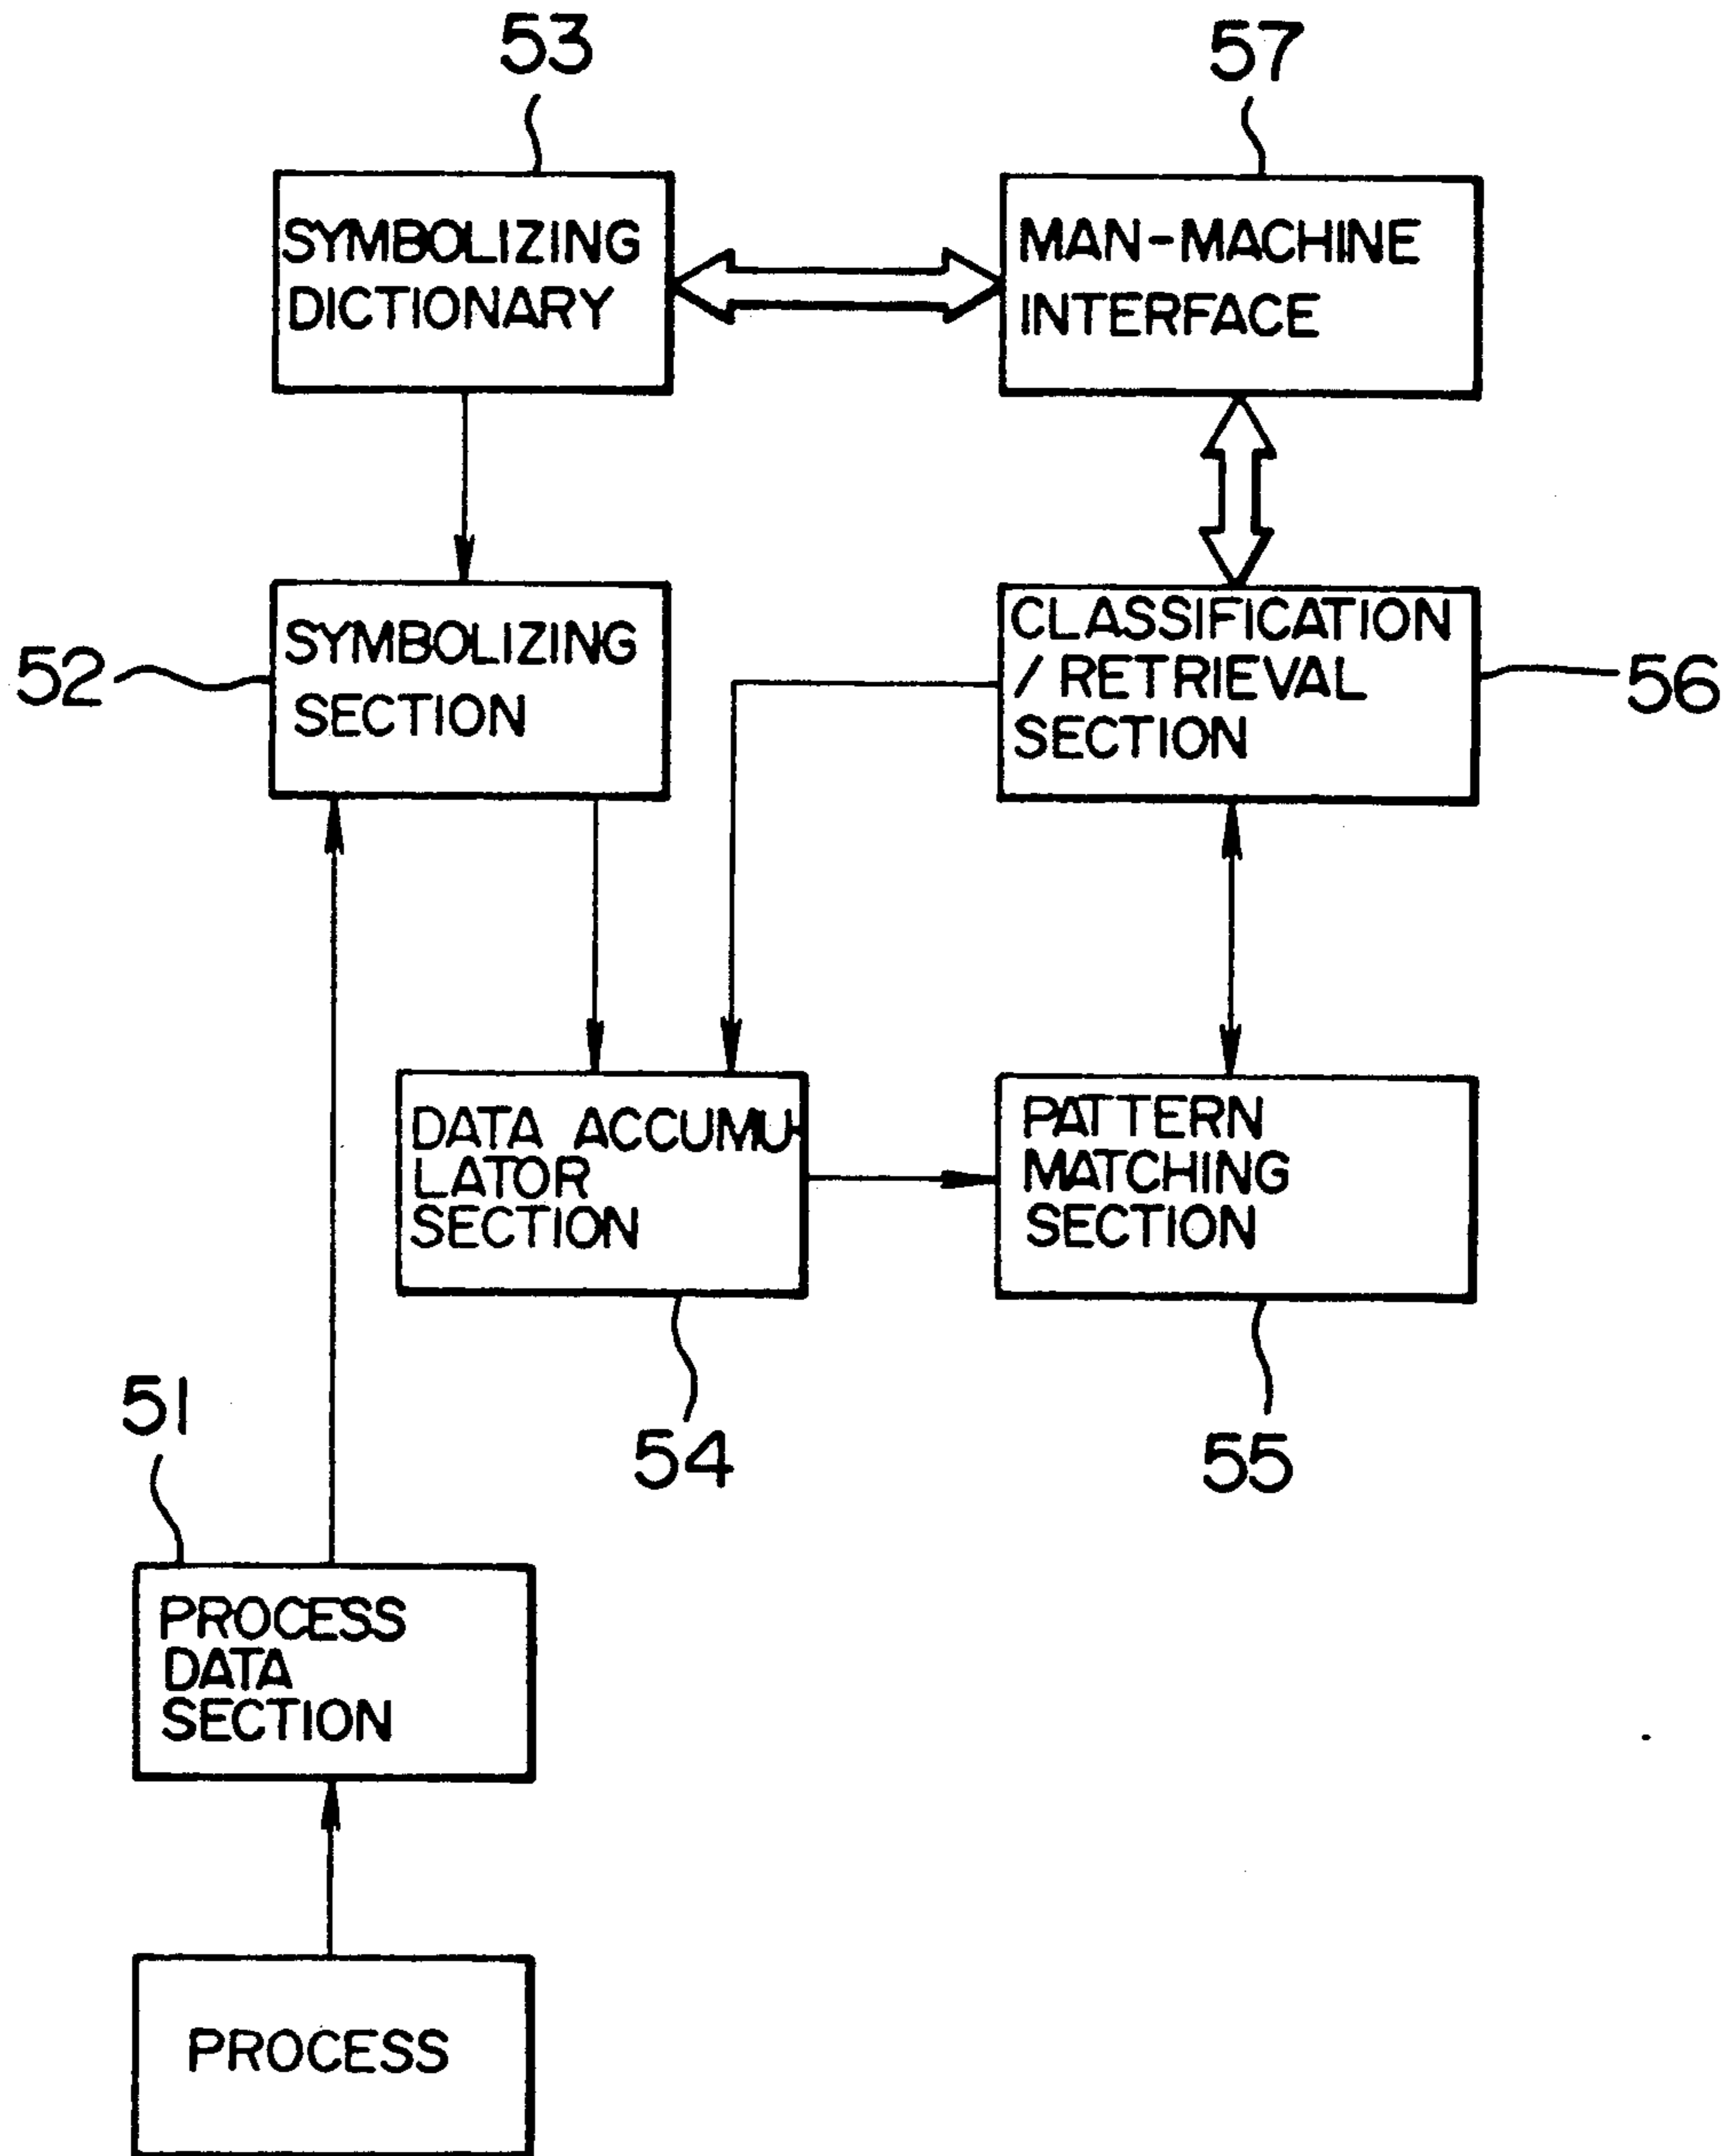 53
57
SYMBOLIZING
DICTIONARY
MAN-MACHINE
INTERFACE
52
SYMBOLIZING
SECTION
CLASSIFICATION
/ RETRIEVAL
SECTION
56
DATA ACCUMU-
LATOR
SECTION
PATTERN
MATCHING
SECTION
51
54
55
PROCESS
DATA
SECTION
PROCESS